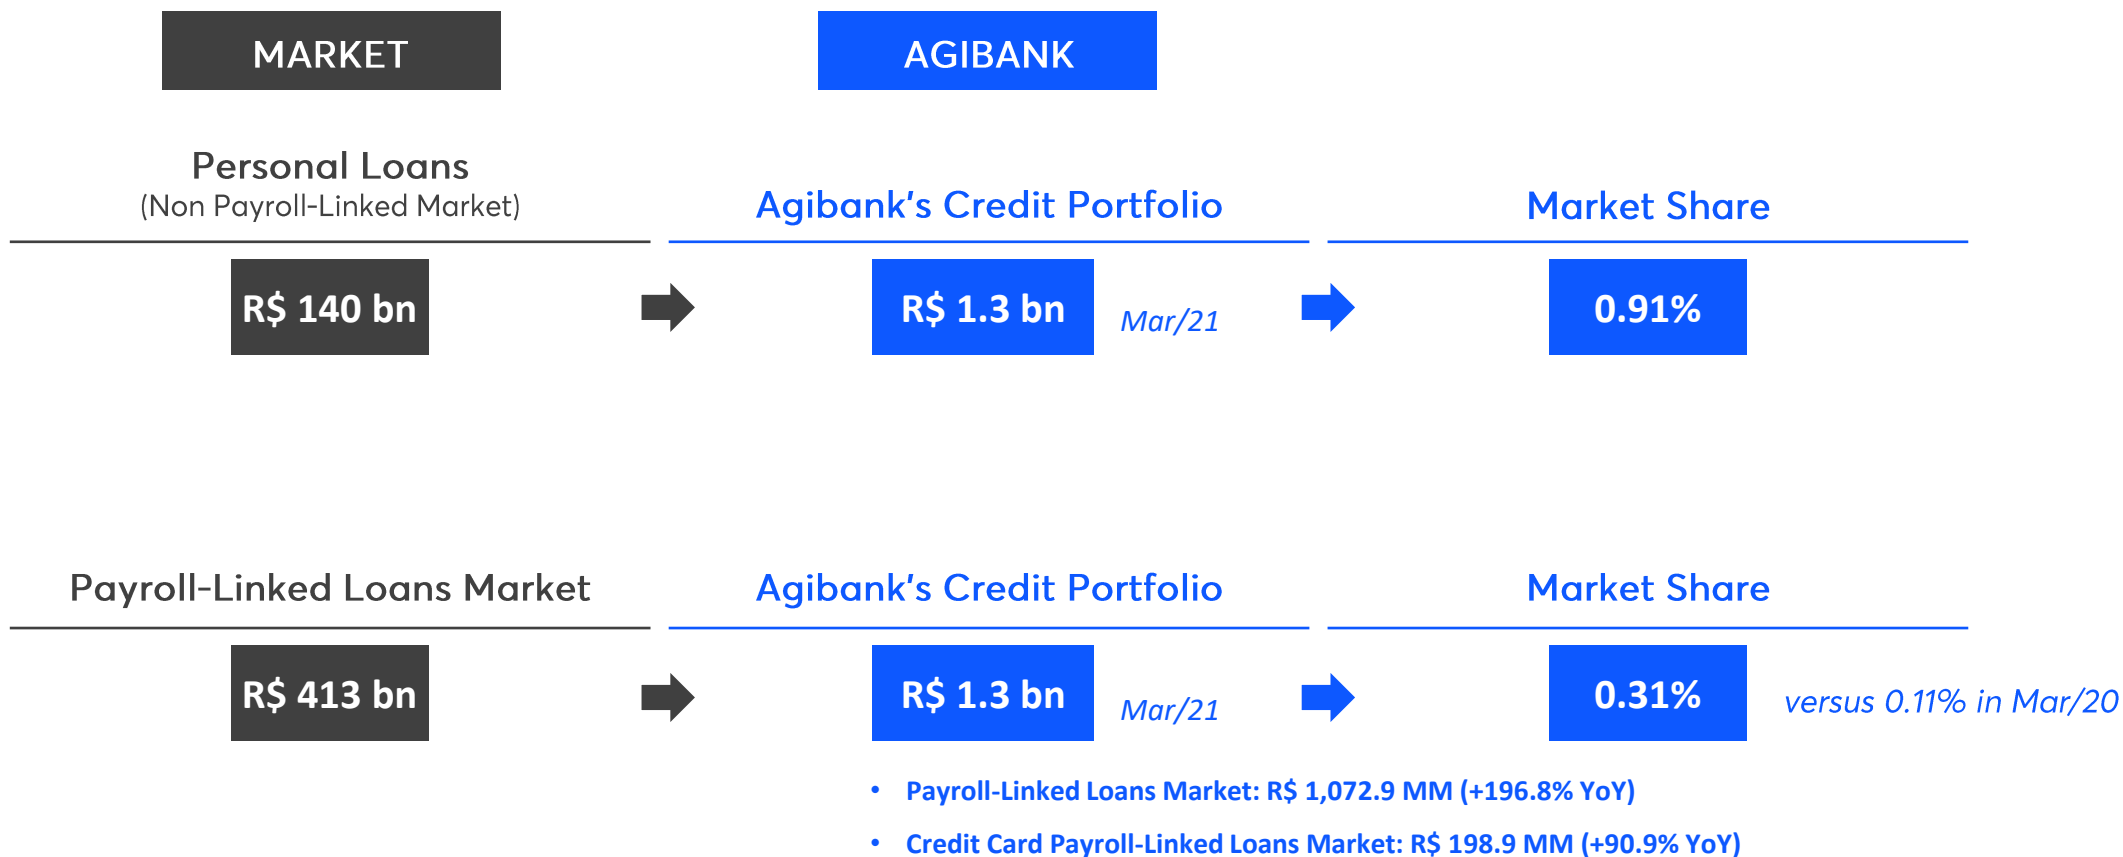 MARKET
AGIBANK
Personal Loans
(Non Payroll-Linked Market)
Agibank's Credit Portfolio
Market Share
R$ 140 bn
R$ 1.3 bn
Mar/21
0.91%
Payroll-Linked Loans Market
Agibank's Credit Portfolio
Market Share
R$ 413 bn
R$ 1.3 bn
Mar/21
0.31%
versus 0.11% in Mar/20
• Payroll-Linked Loans Market: R$ 1,072.9 MM (+196.8% YoY)
• Credit Card Payroll-Linked Loans Market: R$ 198.9 MM (+90.9% YoY)